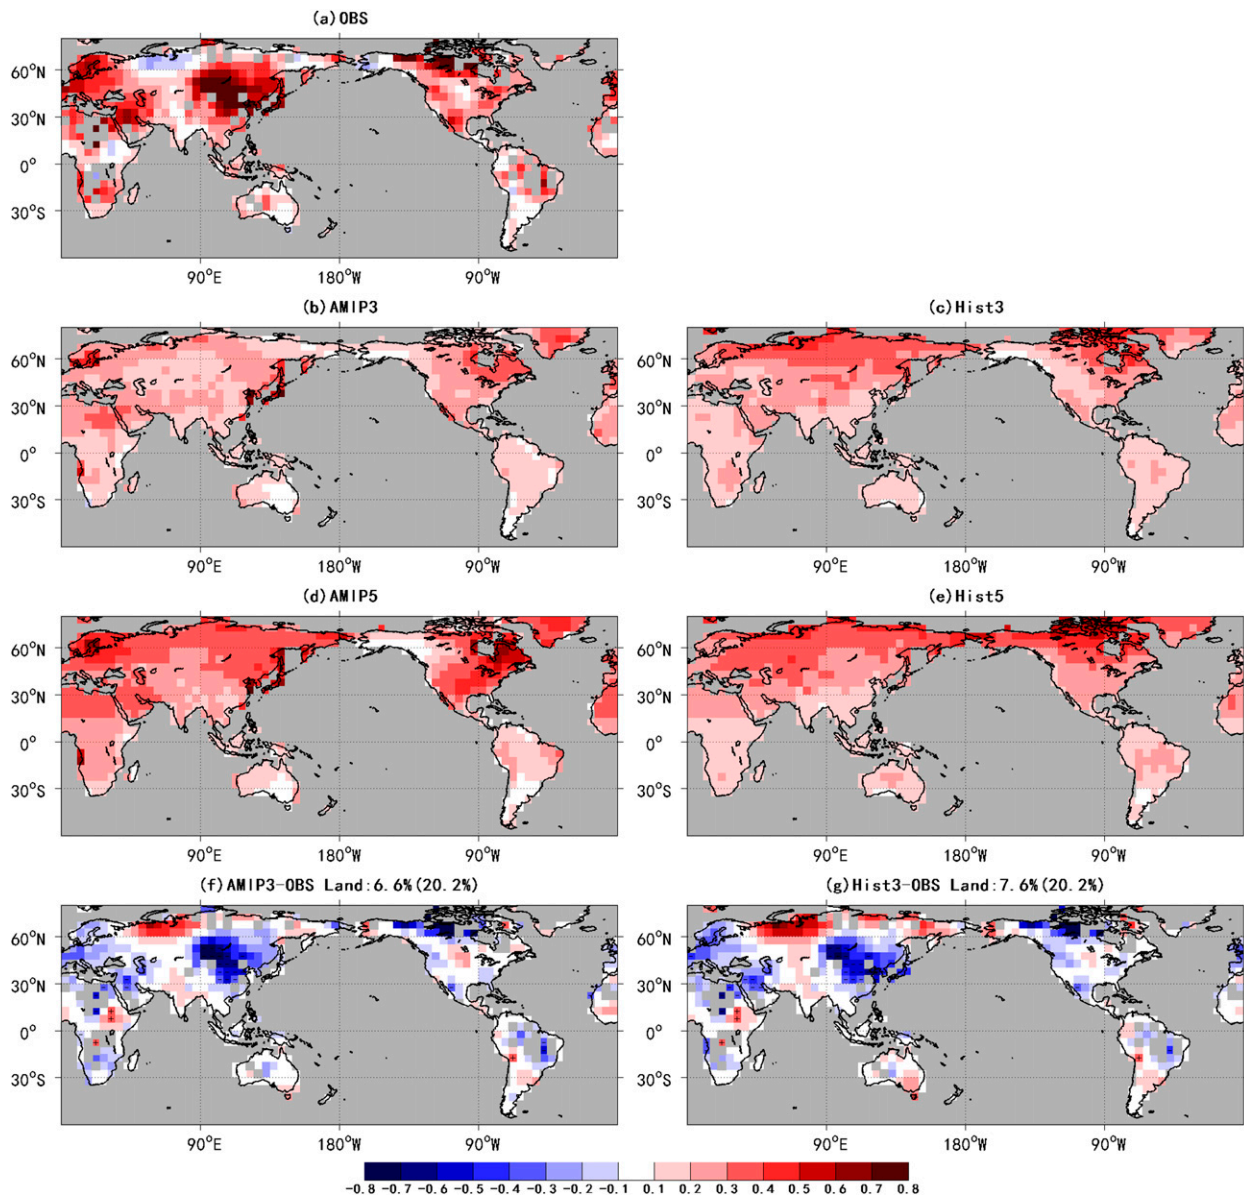 (a)OBS
60°N
30°N
0°
30°S
90°E 180°W 90°W
(b)AMIP3 (c)Hist3
60°N 60°N
30°N 30°N
0° 0°
30°S 30°S
90°E 180°W 90°W 90°E 180°W 90°W
(d)AMIP5 (e)Hist5
60°N 60°N
30°N 30°N
0° 0°
30°S 30°S
90°E 180°W 90°W 90°E 180°W 90°W
(f)AMIP3-OBS Land:6.6%(20.2%) (g)Hist3-OBS Land:7.6%(20.2%)
60°N 60°N
30°N 30°N
0° 0°
30°S 30°S
90°E 180°W 90°W 90°E 180°W 90°W
-0.8 -0.7 -0.6 -0.5 -0.4 -0.3 -0.2 -0.1 0.1 0.2 0.3 0.4 0.5 0.6 0.7 0.8